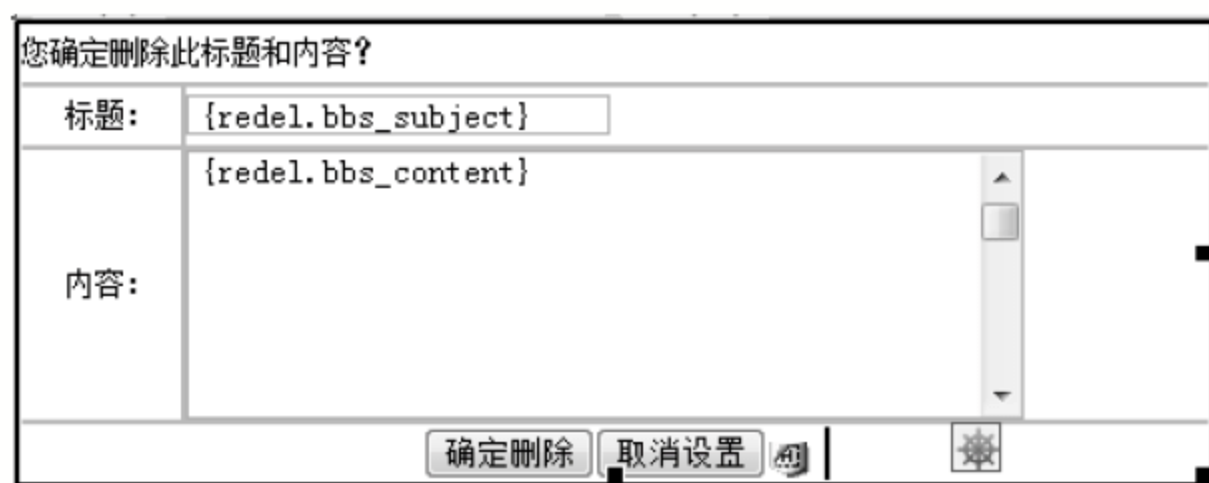 您确定删除此标题和内容?
标题: {redel.bbs_subject}
{redel.bbs_content}
内容:
确定删除 取消设置